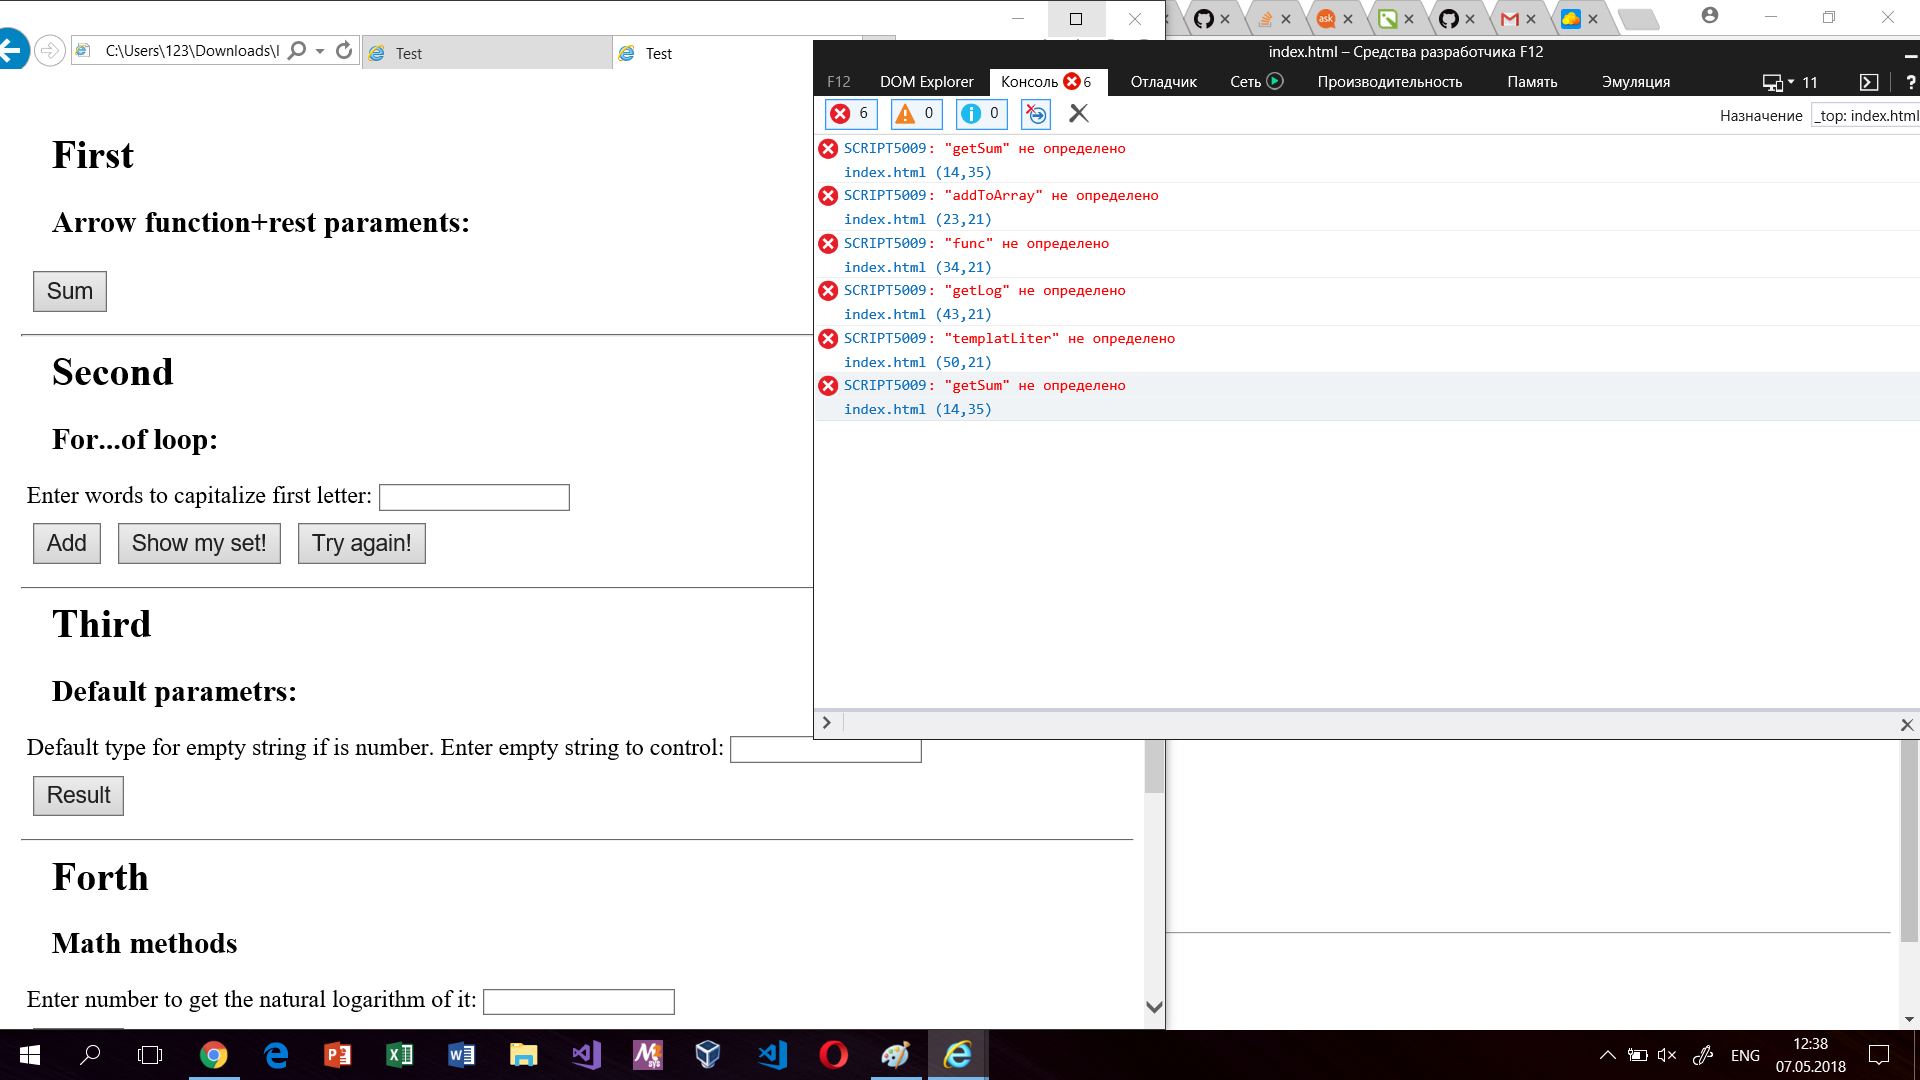 C:\Users\123\Downloads\I
Test
Test
First
Arrow function+rest paraments:
Sum
Second
For...of loop:
Enter words to capitalize first letter:
Add Show my set! Try again!
Third
Default parametrs:
Default type for empty string if is number. Enter empty string to control:
Result
Forth
Math methods
Enter number to get the natural logarithm of it:
index.html – Средства разработчика F12
F12 DOM Explorer Консоль 6 Отладчик Сеть Производительность Память Эмуляция 11 ?
6 0 0 Назначение _top: index.html
SCRIPT5009: "getSum" не определено
index.html (14,35)
SCRIPT5009: "addToArray" не определено
index.html (23,21)
SCRIPT5009: "func" не определено
index.html (34,21)
SCRIPT5009: "getLog" не определено
index.html (43,21)
SCRIPT5009: "templatLiter" не определено
index.html (50,21)
SCRIPT5009: "getSum" не определено
index.html (14,35)
ask
ENG
12:38
07.05.2018